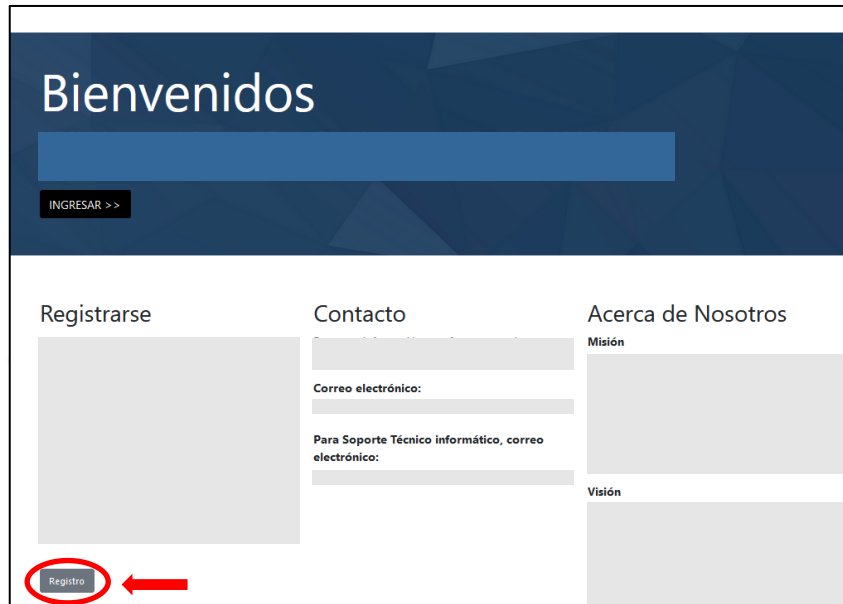 Bienvenidos
INGRESAR >>
Registrarse
Registro
Contacto
Correo electrónico:
Para Soporte Técnico informático, correo
electrónico:
Acerca de Nosotros
Misión
Visión